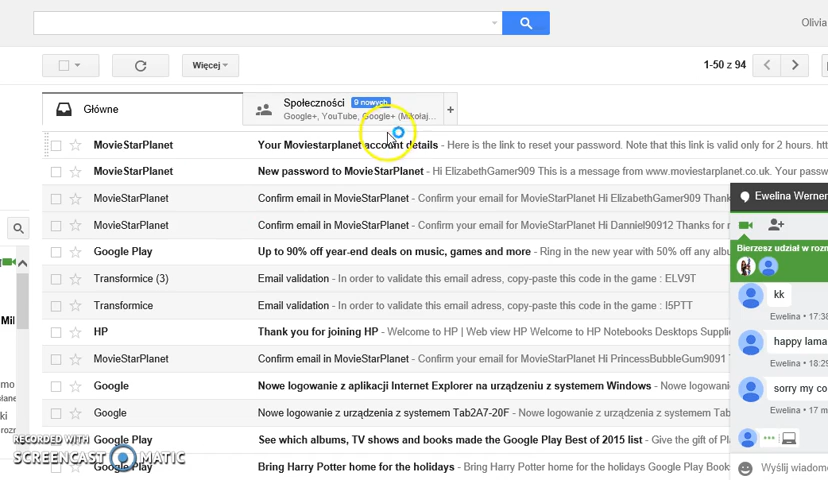 Olivia
Więcej
1-50 z 94
Główne
Społeczności 9 nowych
Google+, YouTube, Google+ (Mikołaj...
MovieStarPlanet Your Moviestarplanet account details - Here is the link to reset your password. Note that this link is valid only for 2 hours.
MovieStarPlanet New password to MovieStarPlanet - Hi ElizabethGamer909 This is a message from www.moviestarplanet.co.uk. Your passw
MovieStarPlanet Confirm email in MovieStarPlanet - Confirm your email for MovieStarPlanet Hi ElizabethGamer909 Thank
MovieStarPlanet Confirm email in MovieStarPlanet - Confirm your email for MovieStarPlanet Hi Danniel90912 Thanks for
Google Play Up to 90% off year-end deals on music, games and more - Ring in the new year with 50% off any
Transformice (3) Email validation - In order to validate this email adress, copy-paste this code in the game : ELV9T
Transformice Email validation - In order to validate this email adress, copy-paste this code in the game : I5PTT
HP Thank you for joining HP - Welcome to HP | Web view HP Welcome to HP Notebooks Desktops Supplie
MovieStarPlanet Confirm email in MovieStarPlanet - Confirm your email for MovieStarPlanet Hi PrincessBubbleGum9091
Google Nowe logowanie z aplikacji Internet Explorer na urządzeniu z systemem Windows - Nowe logowanie
Google Nowe logowanie z urządzenia z systemem Tab2A7-20F - Nowe logowanie z aplikacji
Google Play See which albums, TV shows and books made the Google Play Best of 2015 list - Give the gift of
Google Play Bring Harry Potter home for the holidays - Bring Harry Potter home for the holidays Google Play Book
Ewelina Werner
Bierzesz udział w rozm
kk
Ewelina • 17:38
happy lama
Ewelina • 18:29
sorry my co
Ewelina • 17 m
Wyślij wiadomo
Mil
RECORDED WITH
SCREENCAST MATIC